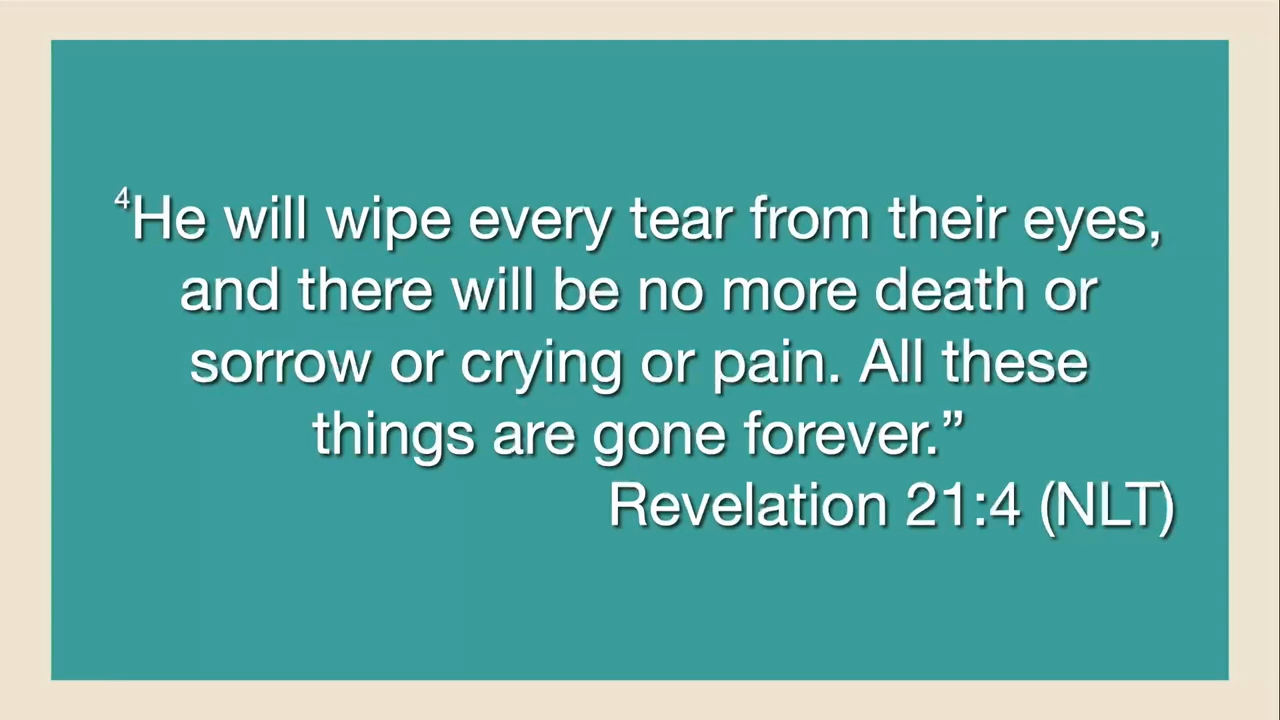 ⁴He will wipe every tear from their eyes,
and there will be no more death or
sorrow or crying or pain. All these
things are gone forever.”
Revelation 21:4 (NLT)